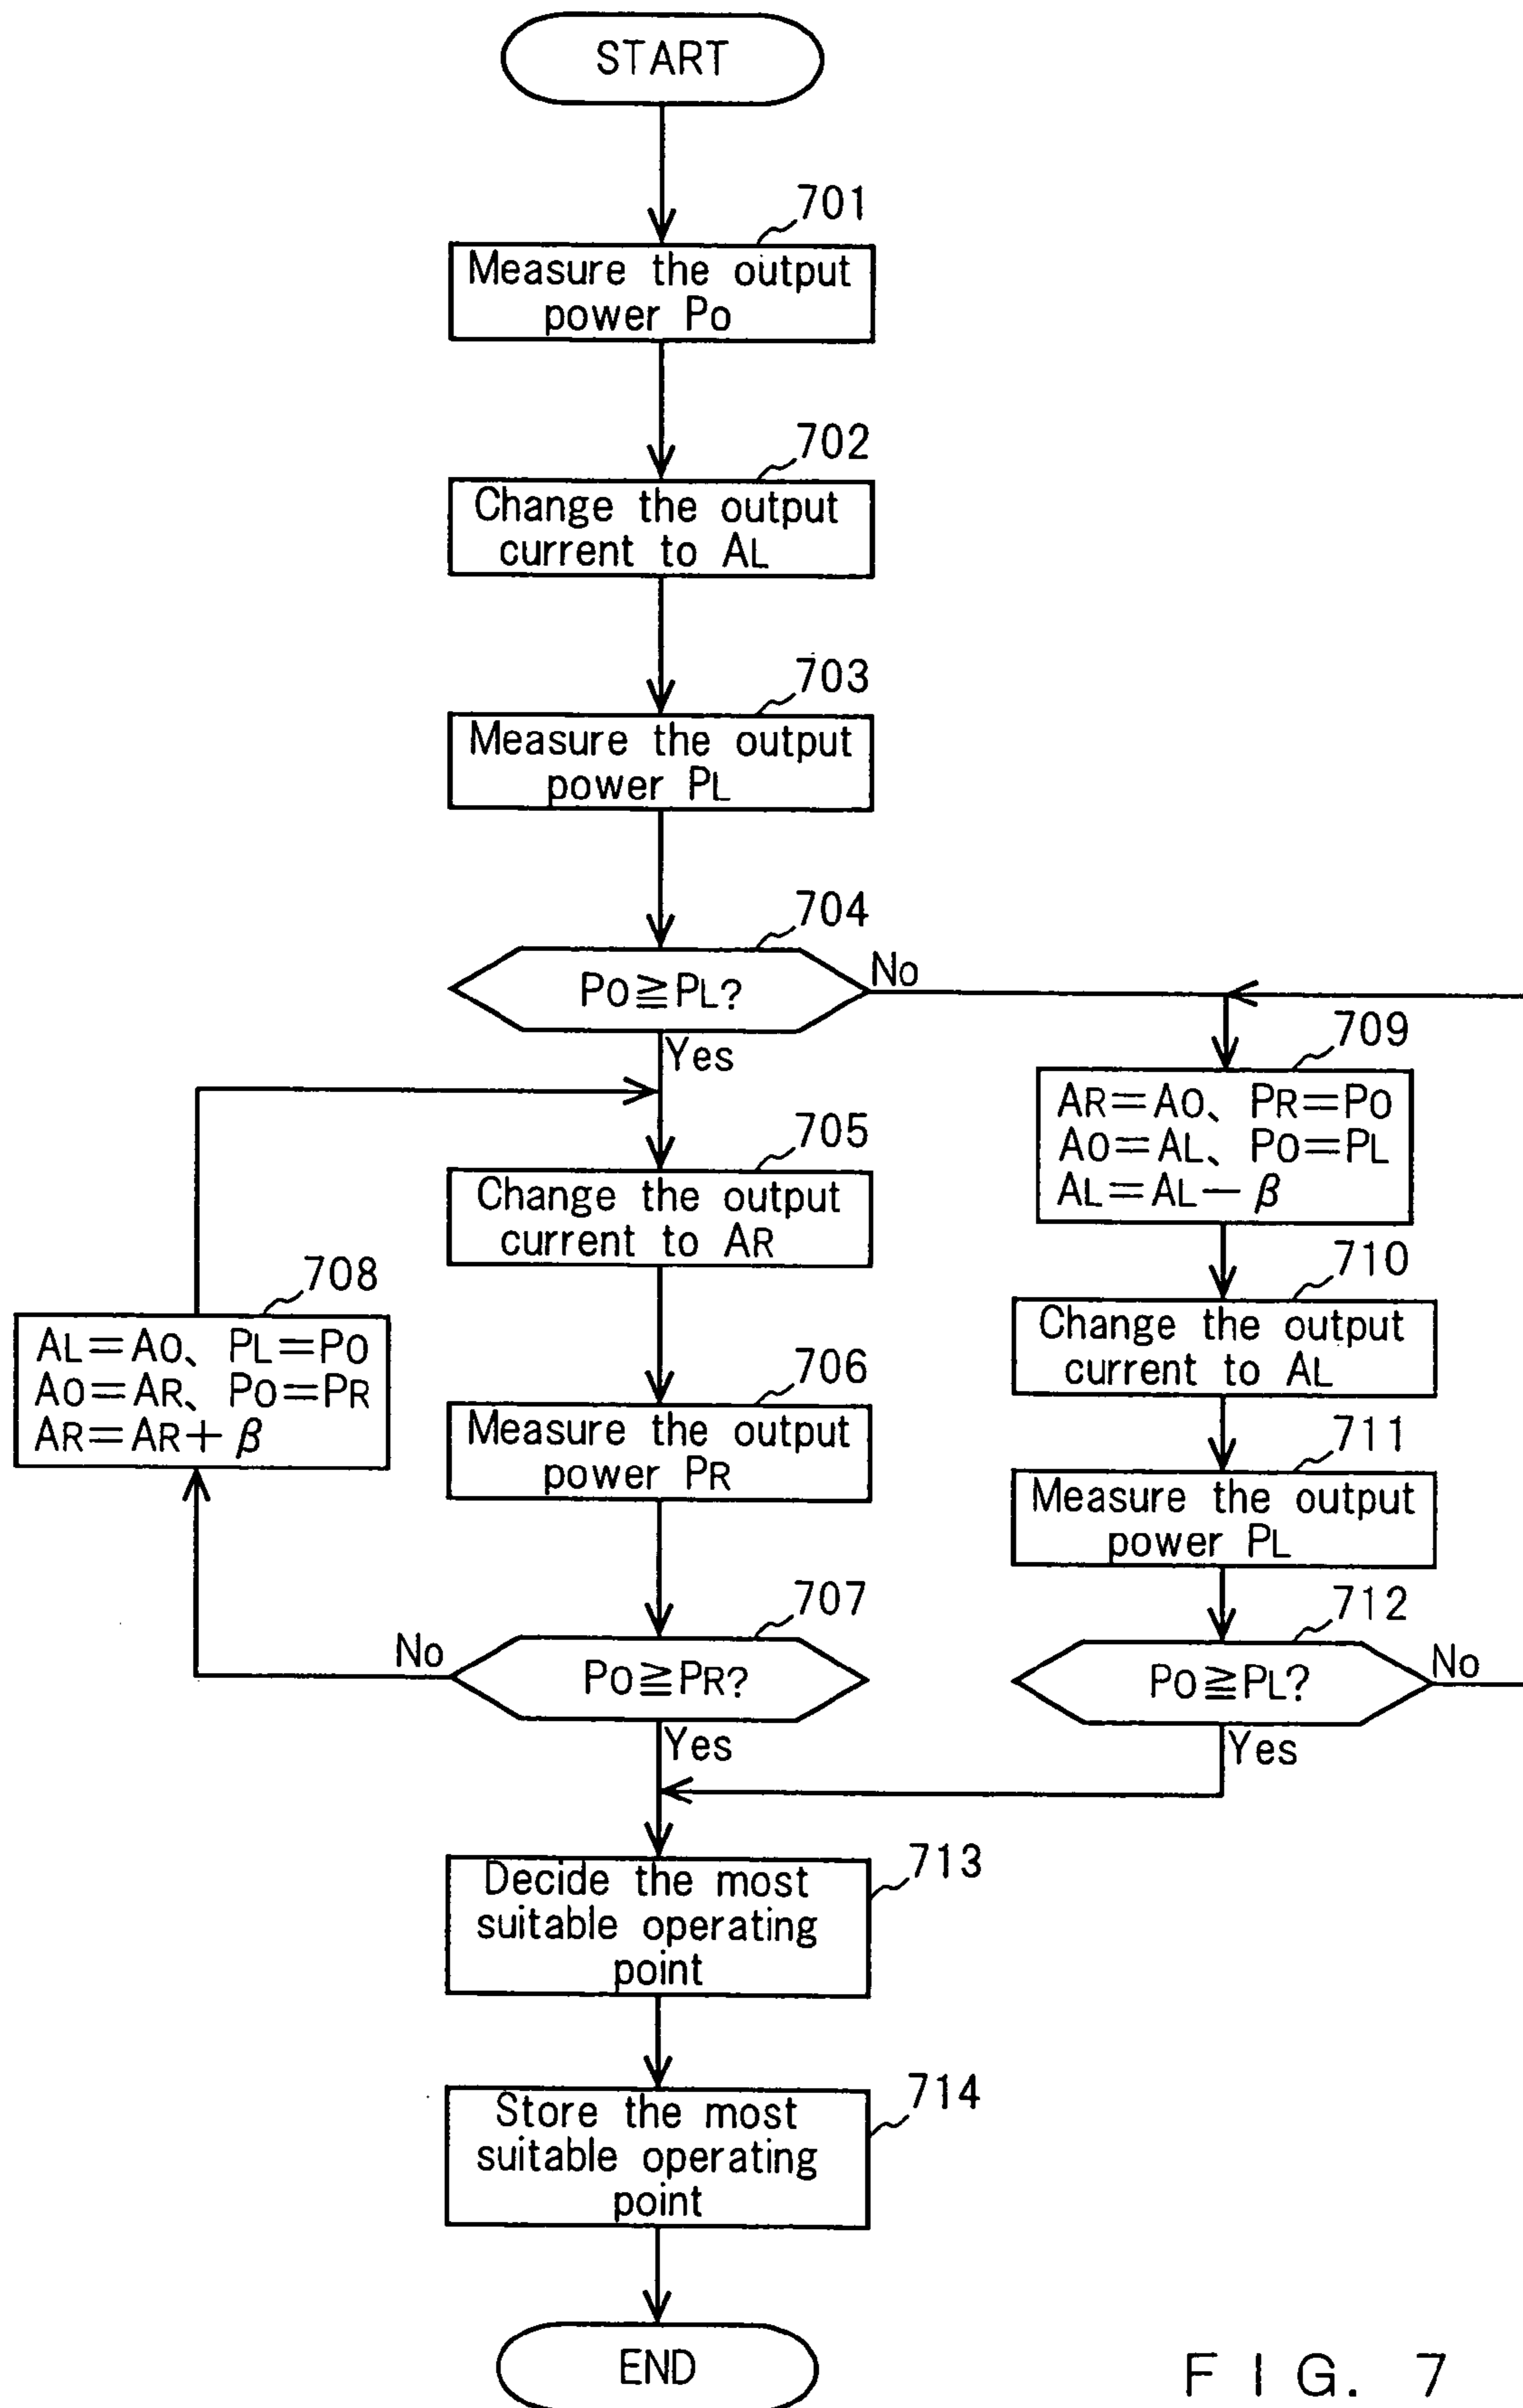 START
701
Measure the output
power PO
702
Change the output
current to AL
703
Measure the output
power PL
704
PO≧PL?
No
Yes
705
Change the output
current to AR
706
Measure the output
power PR
707
PO≧PR?
No
Yes
708
AL=AO、PL=PO
AO=AR、PO=PR
AR=AR+β
709
AR=AO、PR=PO
AO=AL、PO=PL
AL=AL-β
710
Change the output
current to AL
711
Measure the output
power PL
712
PO≧PL?
No
Yes
713
Decide the most
suitable operating
point
714
Store the most
suitable operating
point
END
FIG. 7